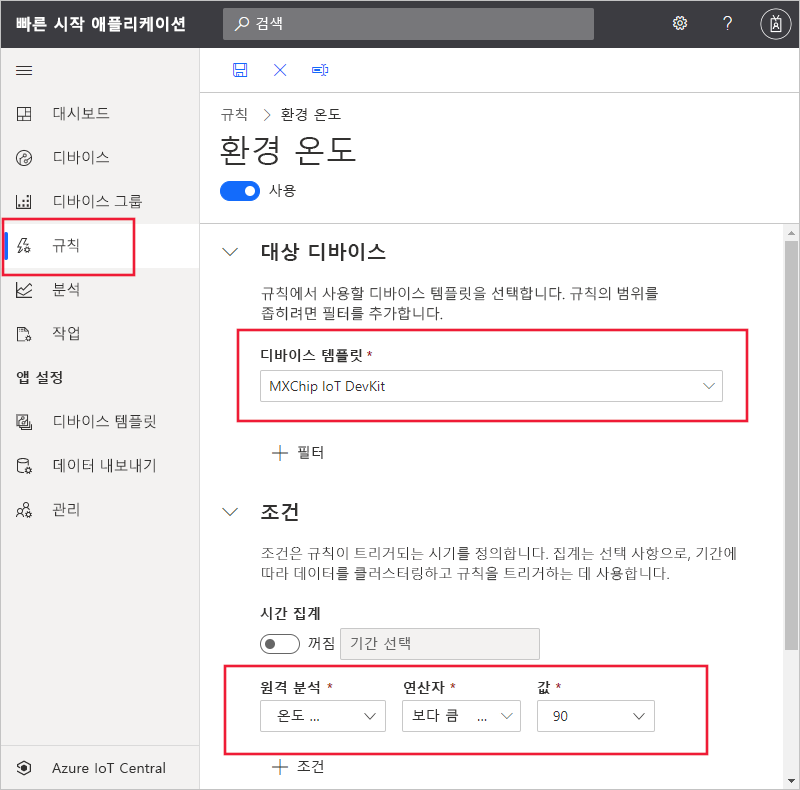 빠른 시작 애플리케이션
검색
?
대시보드
디바이스
디바이스 그룹
규칙
분석
작업
앱 설정
디바이스 템플릿
데이터 내보내기
관리
Azure IoT Central
규칙 > 환경 온도
환경 온도
사용
대상 디바이스
규칙에서 사용할 디바이스 템플릿을 선택합니다. 규칙의 범위를
좁히려면 필터를 추가합니다.
디바이스 템플릿 *
MXChip IoT DevKit
+ 필터
조건
조건은 규칙이 트리거되는 시기를 정의합니다. 집계는 선택 사항으로, 기간에
따라 데이터를 클러스터링하고 규칙을 트리거하는 데 사용합니다.
시간 집계
꺼짐 기간 선택
원격 분석 * 연산자 * 값 *
온도 ... 보다 큼 ... 90
+ 조건